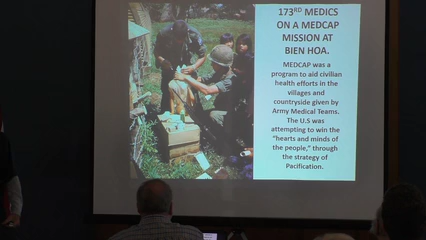 173RD MEDICS
ON A MEDCAP
MISSION AT
BIEN HOA.
MEDCAP was a
program to aid civilian
health efforts in the
villages and
countryside given by
Army Medical Teams.
The U.S was
attempting to win the
"hearts and minds of
the people," through
the strategy of
Pacification.